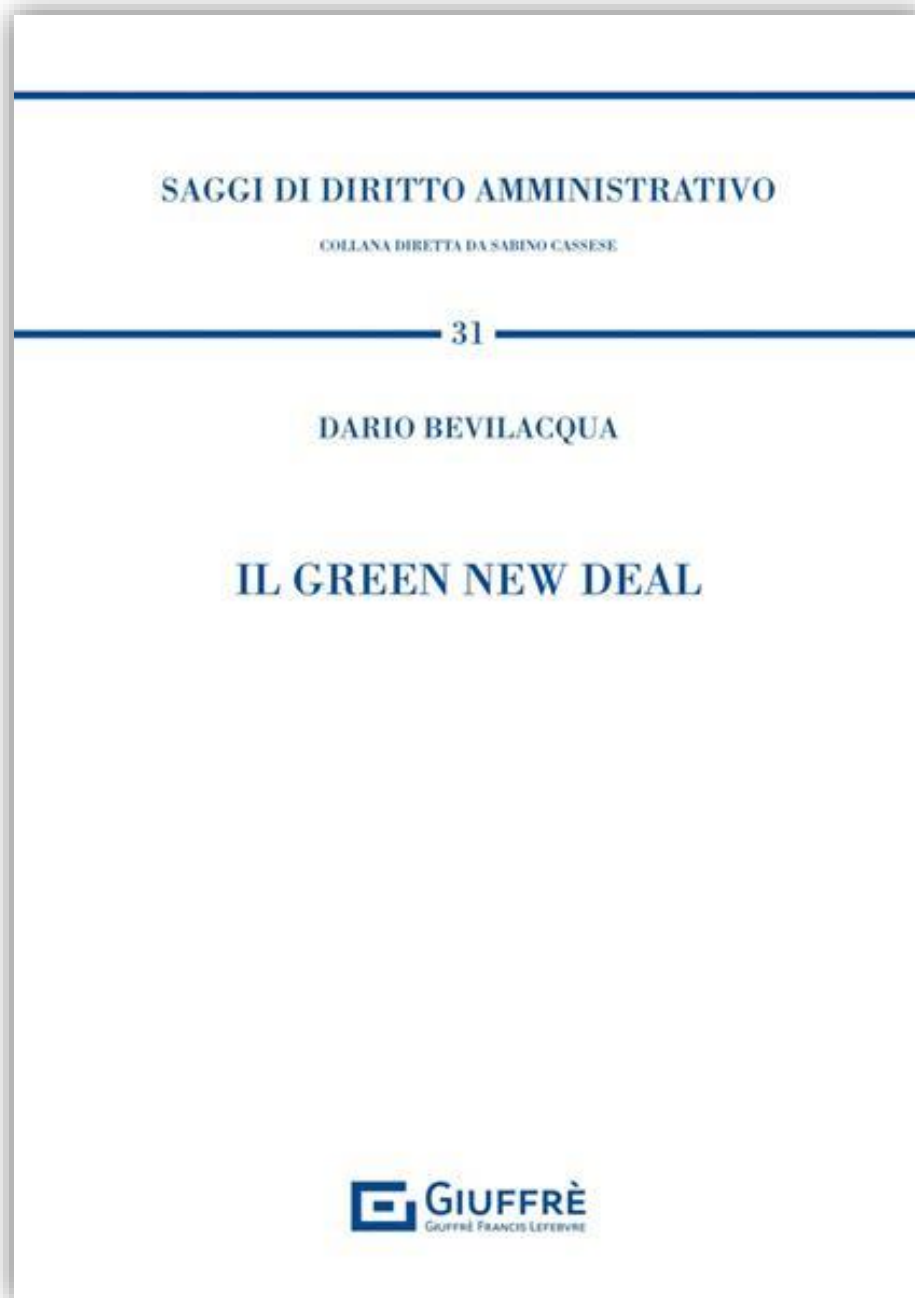 SAGGI DI DIRITTO AMMINISTRATIVO
COLLANA DIRETTA DA SABINO CASSESE
31
DARIO BEVILACQUA
IL GREEN NEW DEAL
GIUFFRÈ
GIUFFRÈ FRANCIS LEFEBVRE